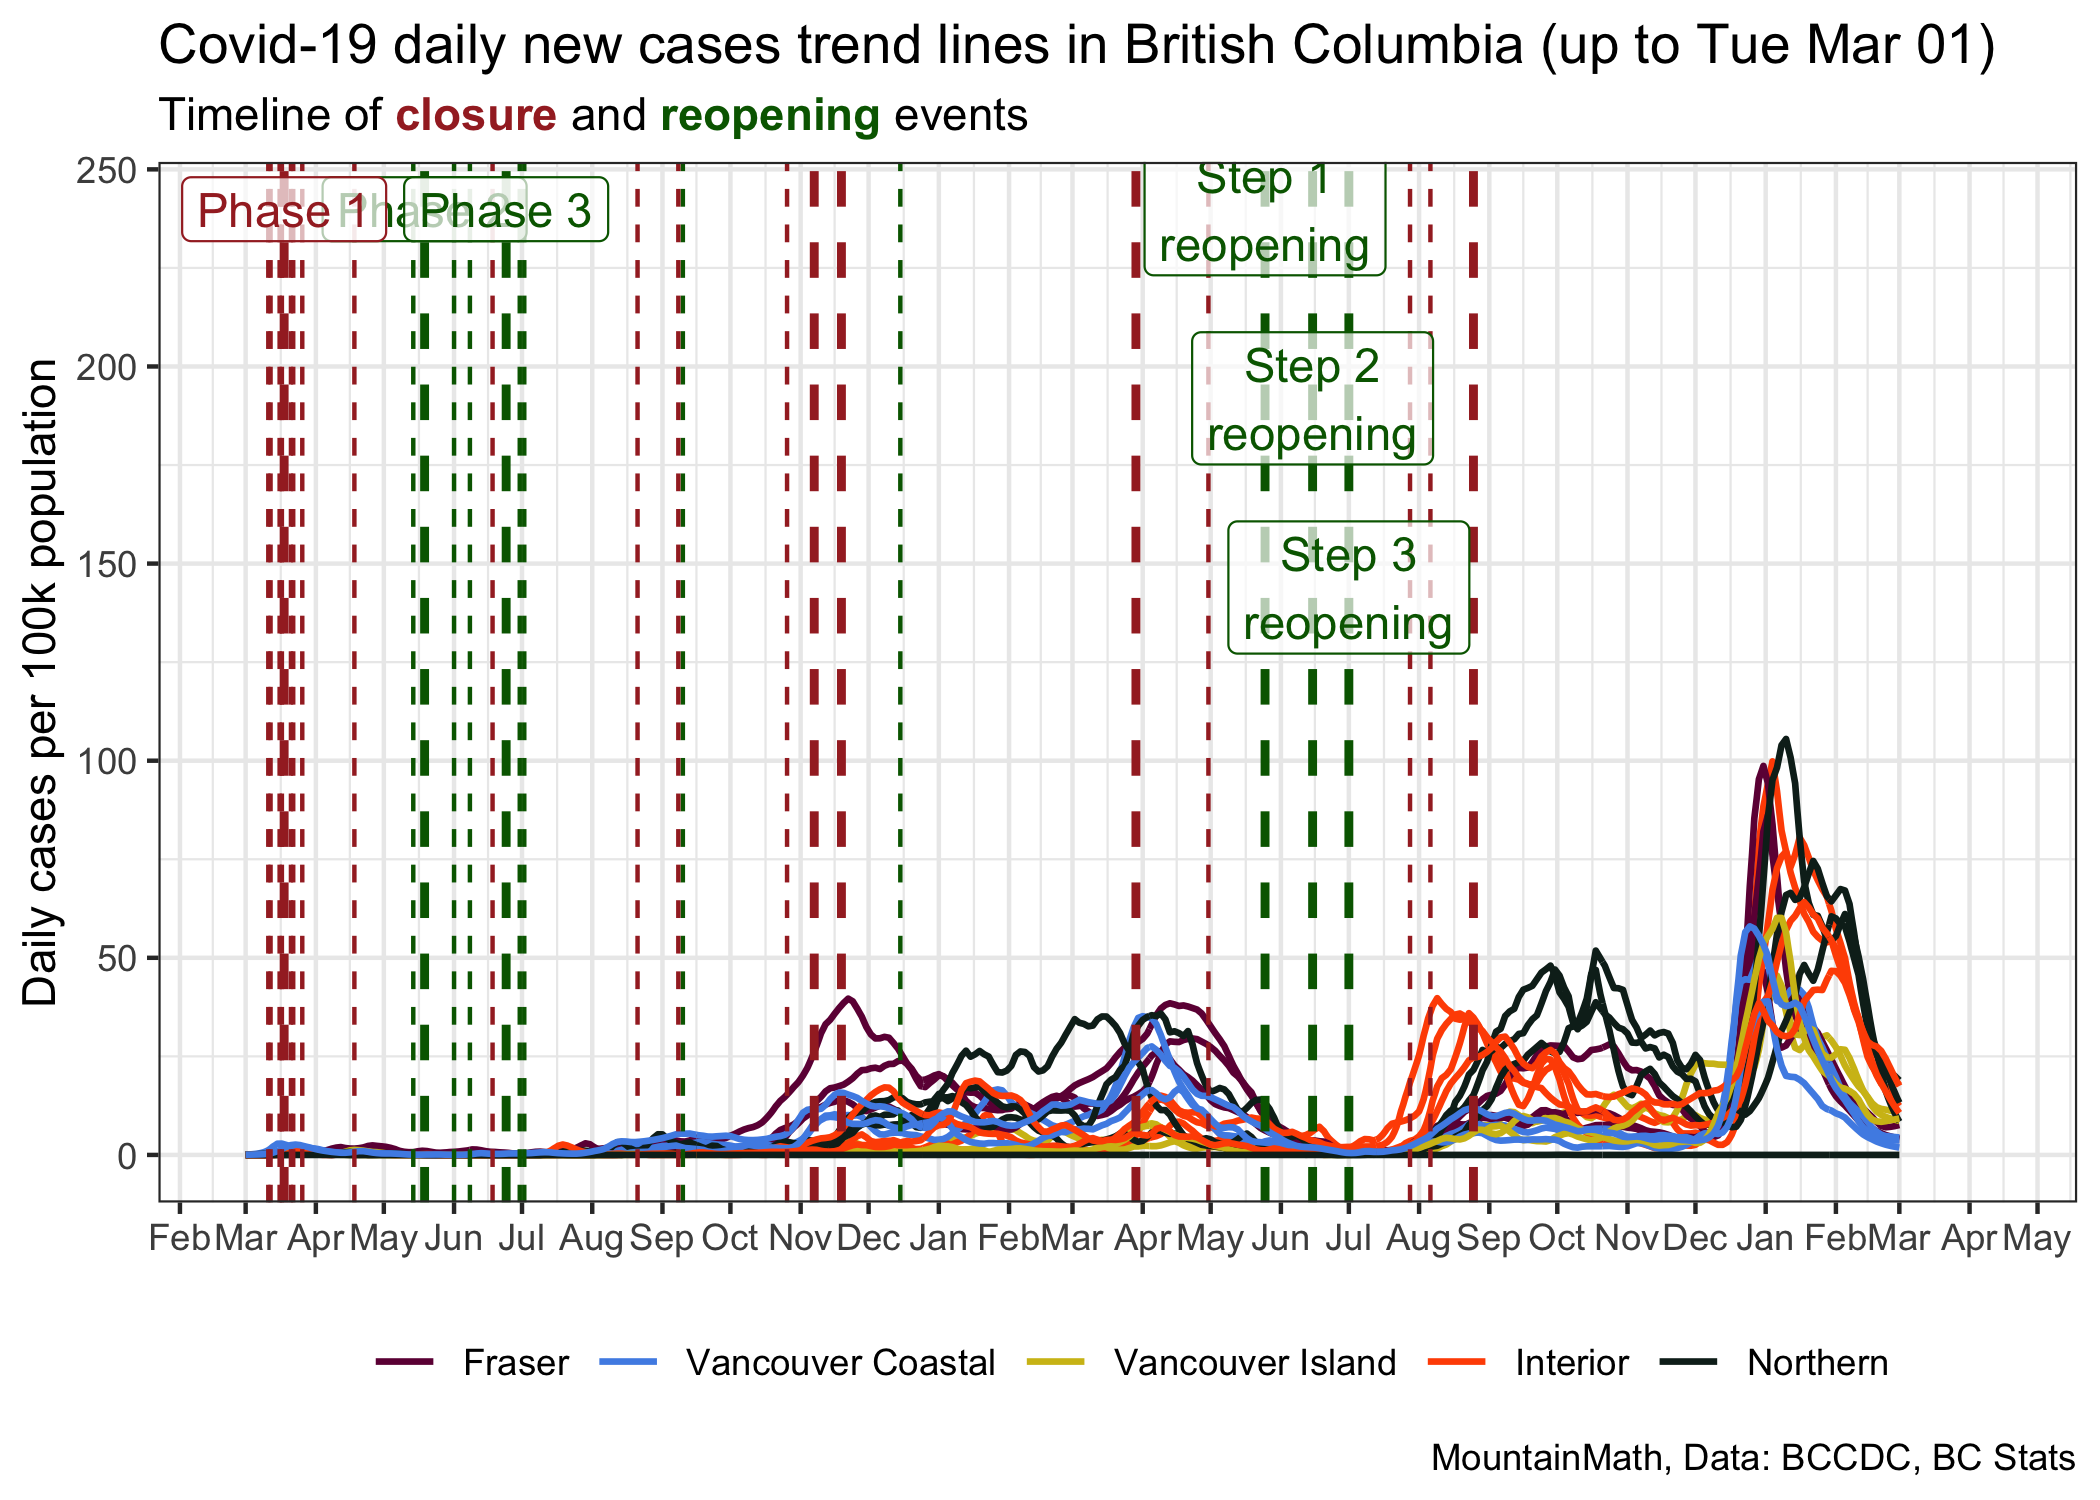 Covid-19 daily new cases trend lines in British Columbia (up to Tue Mar 01)
Timeline of closure and reopening events
Daily cases per 100k population
250
200
150
100
50
0
Phase 1
Phase 2
Phase 3
Step 1
reopening
Step 2
reopening
Step 3
reopening
Feb Mar Apr May Jun Jul Aug Sep Oct Nov Dec Jan Feb Mar Apr May Jun Jul Aug Sep Oct Nov Dec Jan Feb Mar Apr May
Fraser Vancouver Coastal Vancouver Island Interior Northern
MountainMath, Data: BCCDC, BC Stats